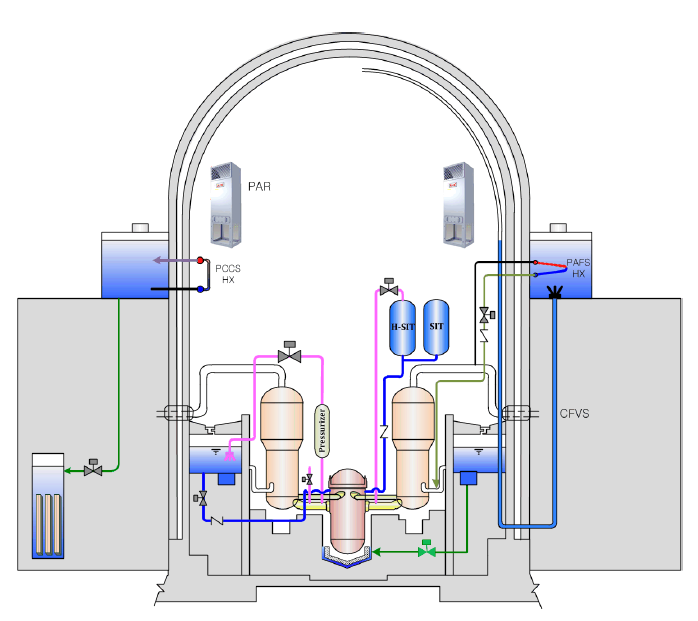 PAR
PCCS
HX
PAFS
HX
H-SIT
SIT
Pressurizer
CFVS